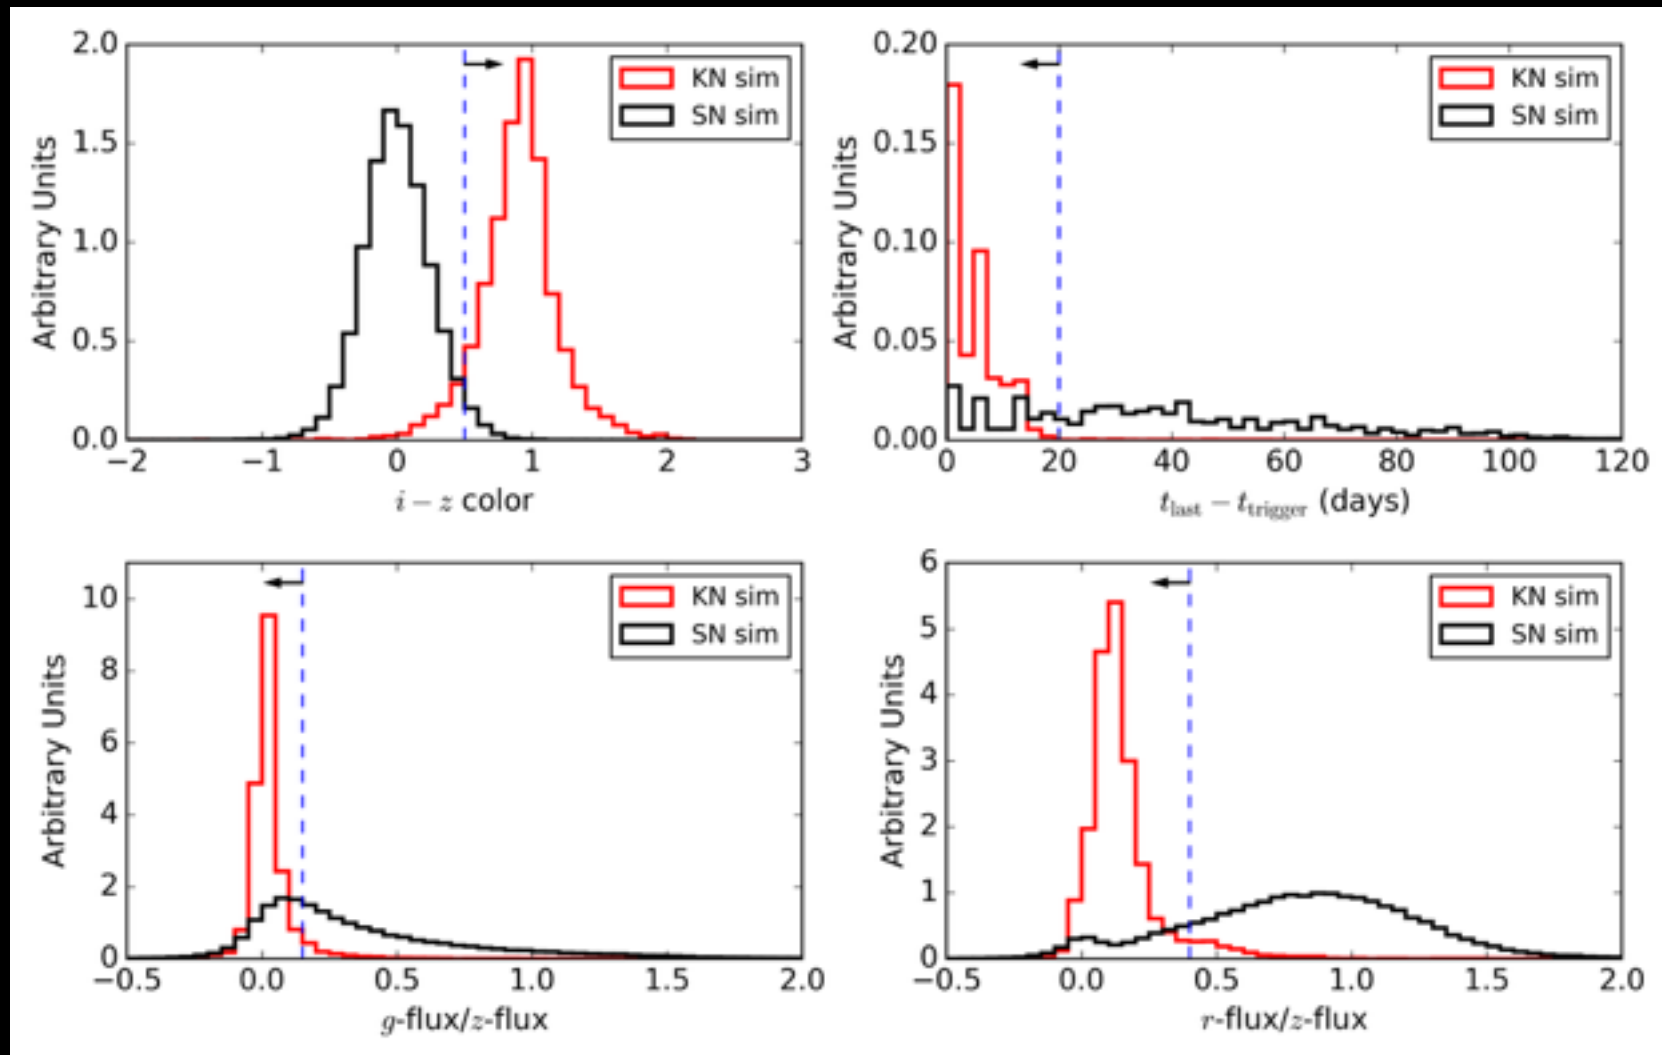 2.0
1.5
1.0
0.5
0.0
Arbitrary Units
KN sim
SN sim
−2 −1 0 1 2 3
i − z color
0.20
0.15
0.10
0.05
0.00
Arbitrary Units
KN sim
SN sim
0 20 40 60 80 100 120
t_last − t_trigger (days)
10
8
6
4
2
0
Arbitrary Units
KN sim
SN sim
−0.5 0.0 0.5 1.0 1.5 2.0
g-flux/z-flux
6
5
4
3
2
1
0
Arbitrary Units
KN sim
SN sim
−0.5 0.0 0.5 1.0 1.5 2.0
r-flux/z-flux